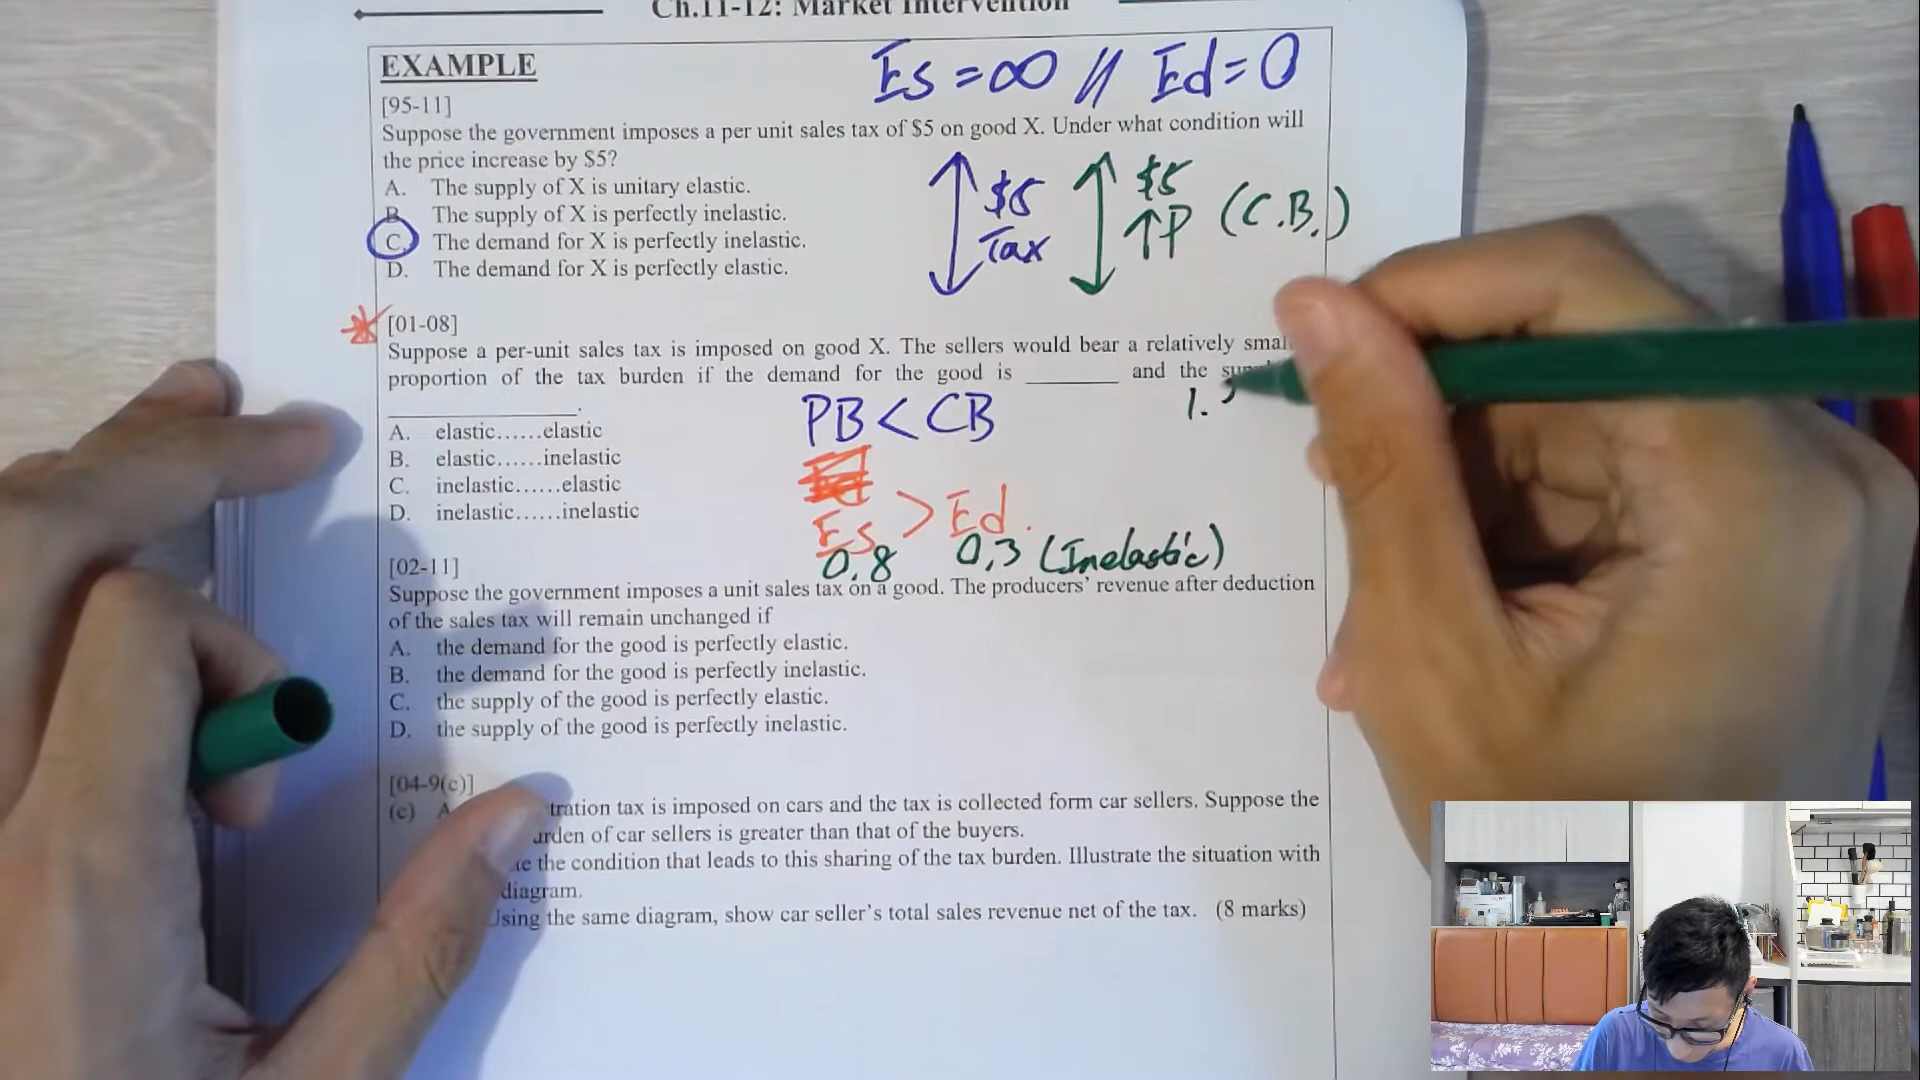 Ch.11-12: Market Intervention
EXAMPLE
Es = ∞ // Ed = 0
[95-11]
Suppose the government imposes a per unit sales tax of $5 on good X. Under what condition will
the price increase by $5?
A. The supply of X is unitary elastic.
B. The supply of X is perfectly inelastic.
C. The demand for X is perfectly inelastic.
D. The demand for X is perfectly elastic.
$5
Tax
$5
↑P (C.B.)
[01-08]
Suppose a per-unit sales tax is imposed on good X. The sellers would bear a relatively
proportion of the tax burden if the demand for the good is ________ and the
______________.
1.
A. elastic……elastic
B. elastic……inelastic
C. inelastic……elastic
D. inelastic……inelastic
PB < CB
Es > Ed.
0.8 0.3 (Inelastic)
[02-11]
Suppose the government imposes a unit sales tax on a good. The producers' revenue after deduction
of the sales tax will remain unchanged if
A. the demand for the good is perfectly elastic.
B. the demand for the good is perfectly inelastic.
C. the supply of the good is perfectly elastic.
D. the supply of the good is perfectly inelastic.
[04-9(c)]
(c) tax is imposed on cars and the tax is collected form car sellers. Suppose the
of car sellers is greater than that of the buyers.
the condition that leads to this sharing of the tax burden. Illustrate the situation with
diagram.
Using the same diagram, show car seller's total sales revenue net of the tax. (8 marks)